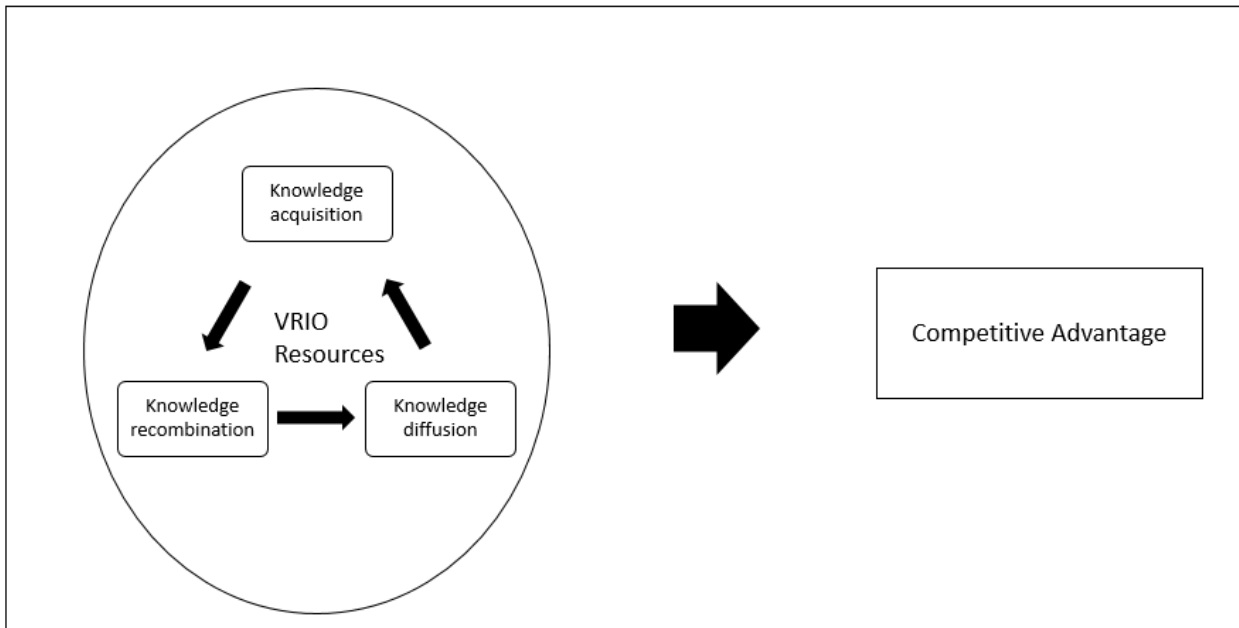 Knowledge
acquisition
VRIO
Resources
Knowledge
recombination
Knowledge
diffusion
Competitive Advantage